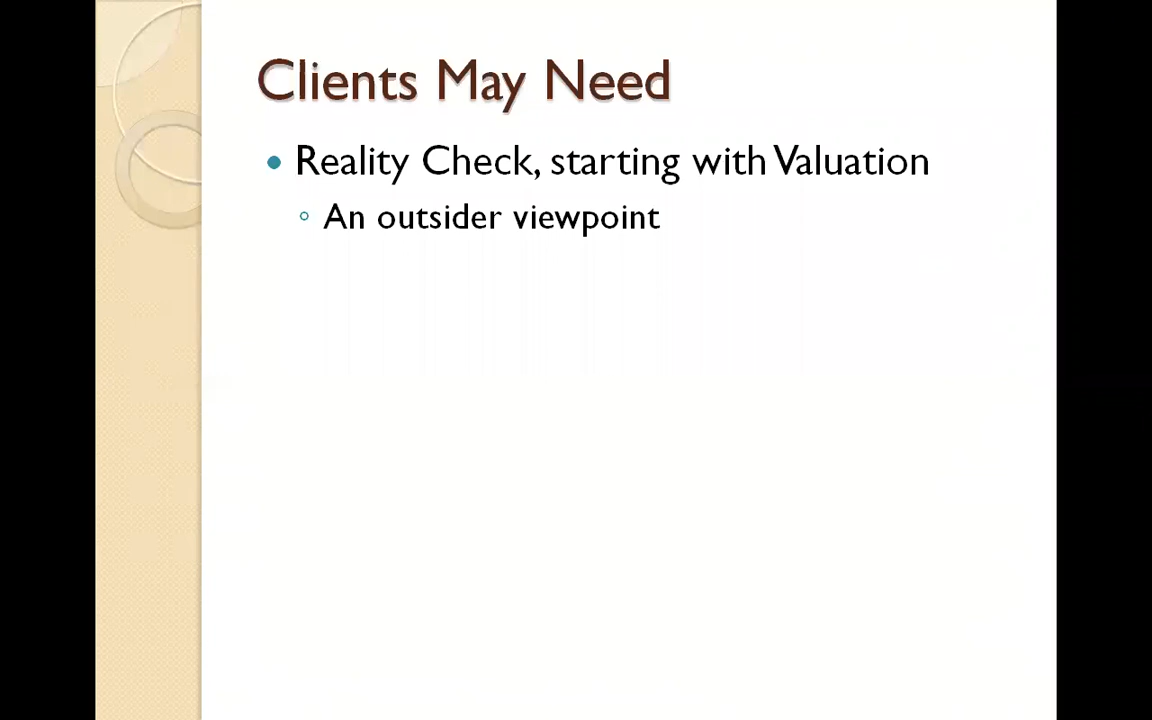 Clients May Need
Reality Check, starting with Valuation
An outsider viewpoint